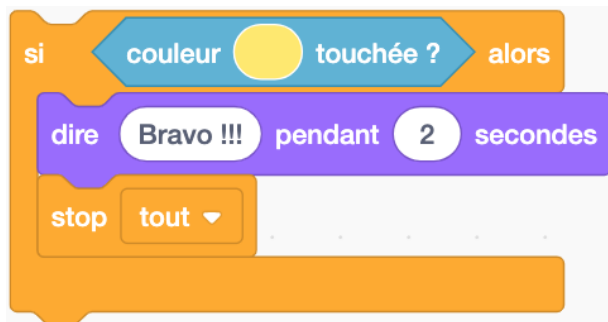 si couleur touchée ? alors
dire Bravo !!! pendant 2 secondes
stop tout